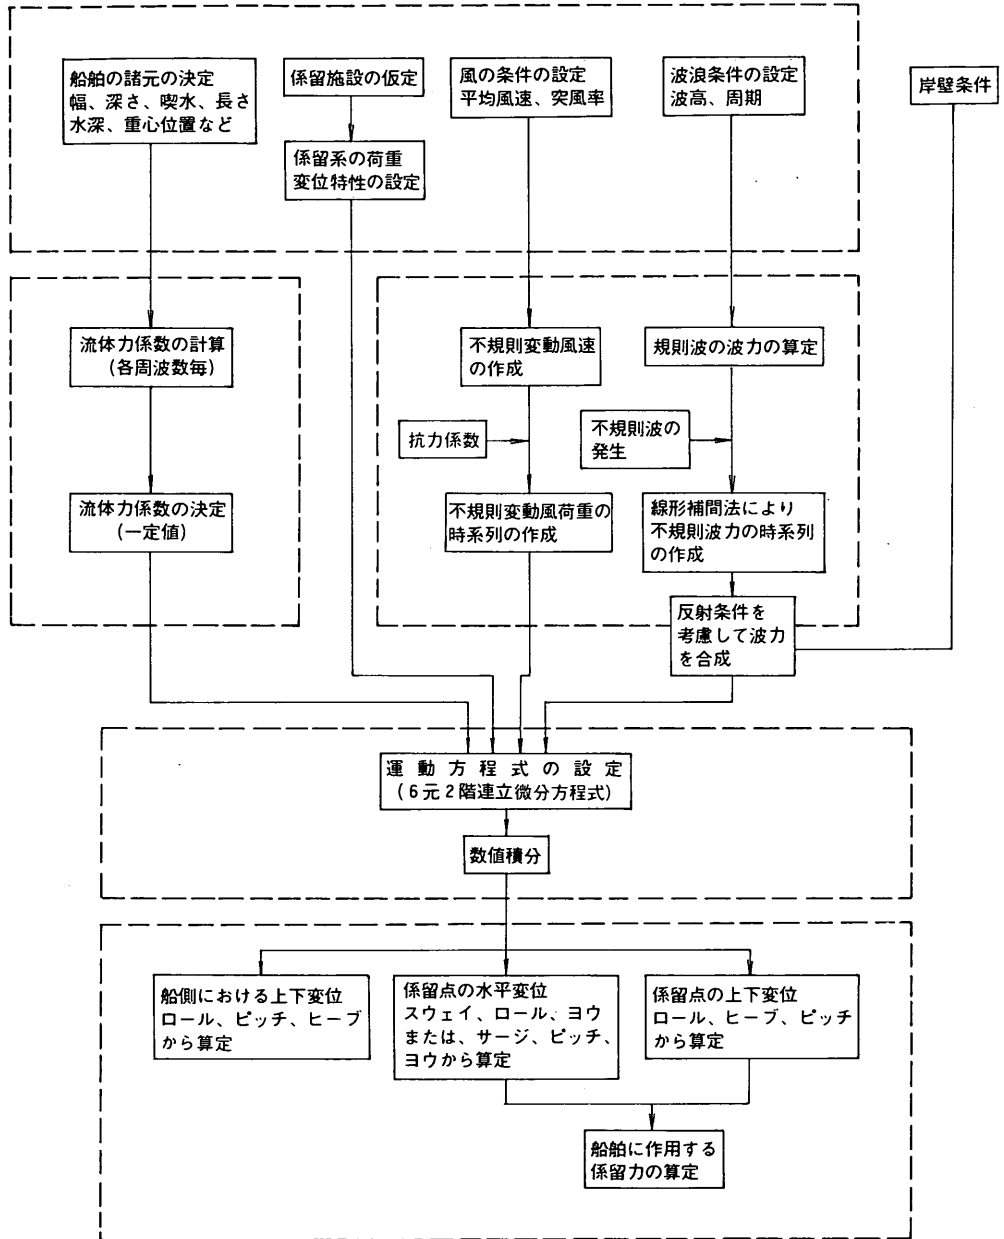 船舶の諸元の決定
幅、深さ、喫水、長さ
水深、重心位置など
係留施設の仮定
係留系の荷重
変位特性の設定
風の条件の設定
平均風速、突風率
波浪条件の設定
波高、周期
岸壁条件
流体力係数の計算
(各周波数毎)
流体力係数の決定
(一定値)
不規則変動風速
の作成
抗力係数
不規則変動風荷重の
時系列の作成
規則波の波力の算定
不規則波の
発生
線形補間法により
不規則波力の時系列
の作成
反射条件を
考慮して波力
を合成
運動方程式の設定
(6元2階連立微分方程式)
数値積分
船側における上下変位
ロール、ピッチ、ヒーブ
から算定
係留点の水平変位
スウェイ、ロール、ヨウ
または、サージ、ピッチ、
ヨウから算定
係留点の上下変位
ロール、ヒーブ、ピッチ
から算定
船舶に作用する
係留力の算定